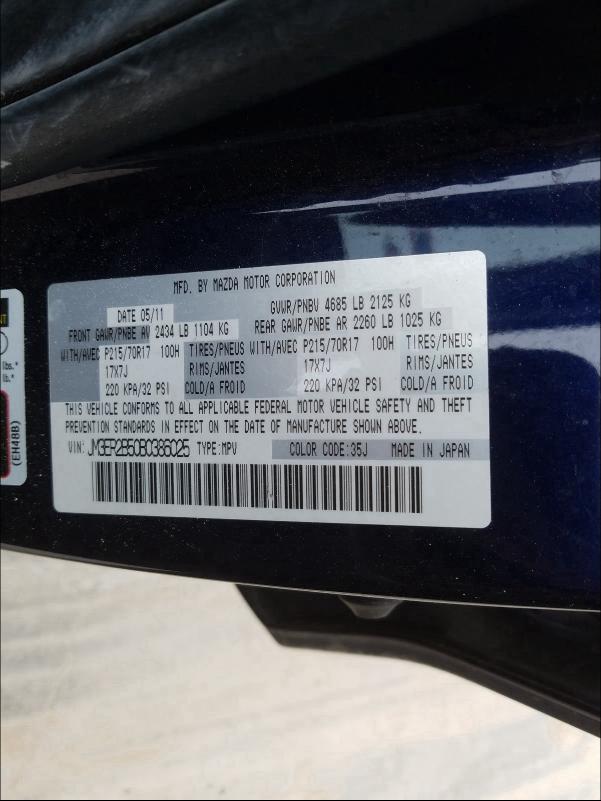 MFD. BY MAZDA MOTOR CORPORATION
DATE 05/11 GVWR/PNBV 4685 LB 2125 KG
FRONT GAWR/PNBE AV 2434 LB 1104 KG REAR GAWR/PNBE AR 2260 LB 1025 KG
WITH/AVEC P215/70R17 100H TIRES/PNEUS WITH/AVEC P215/70R17 100H TIRES/PNEUS
17X7J RIMS/JANTES 17X7J RIMS/JANTES
220 KPA/32 PSI COLD/A FROID 220 KPA/32 PSI COLD/A FROID
THIS VEHICLE CONFORMS TO ALL APPLICABLE FEDERAL MOTOR VEHICLE SAFETY AND THEFT
PREVENTION STANDARDS IN EFFECT ON THE DATE OF MANUFACTURE SHOWN ABOVE.
VIN: JM3ER2B50B0386025 TYPE:MPV COLOR CODE:35J MADE IN JAPAN
lbs.*
(EH48B)